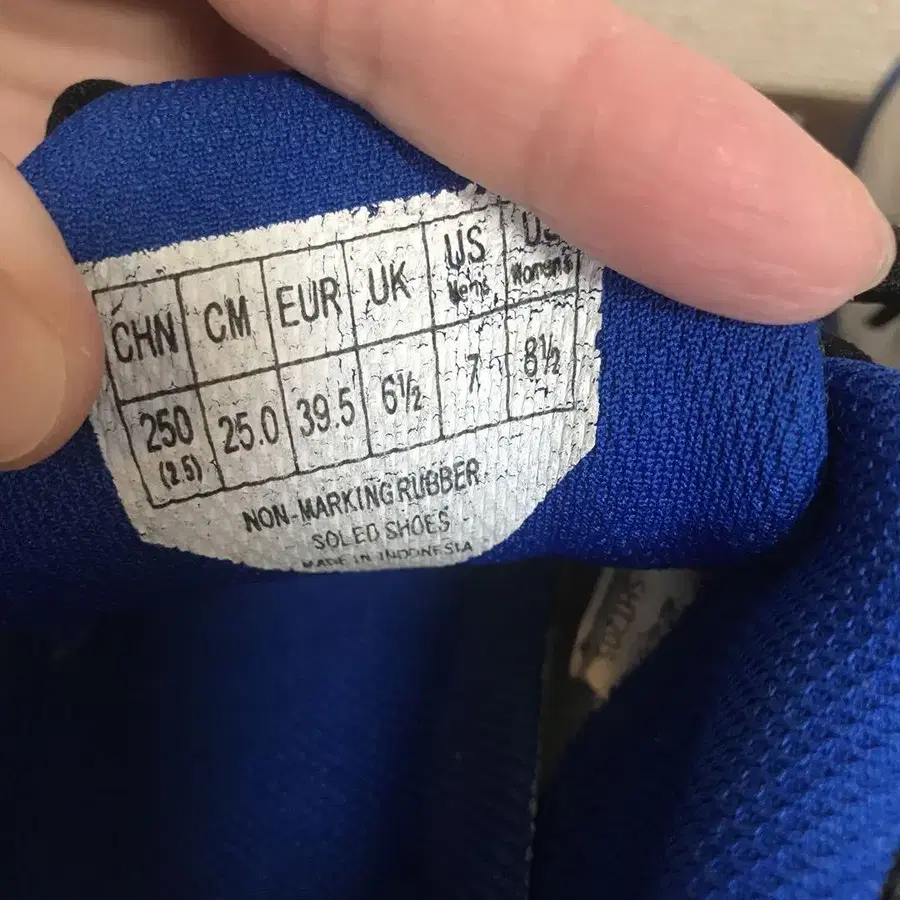 CHN CM EUR UK US Men's Women's
250 (2.5) 25.0 39.5 6½ 7 8½
NON-MARKING RUBBER
SOLED SHOES
MADE IN INDONESIA